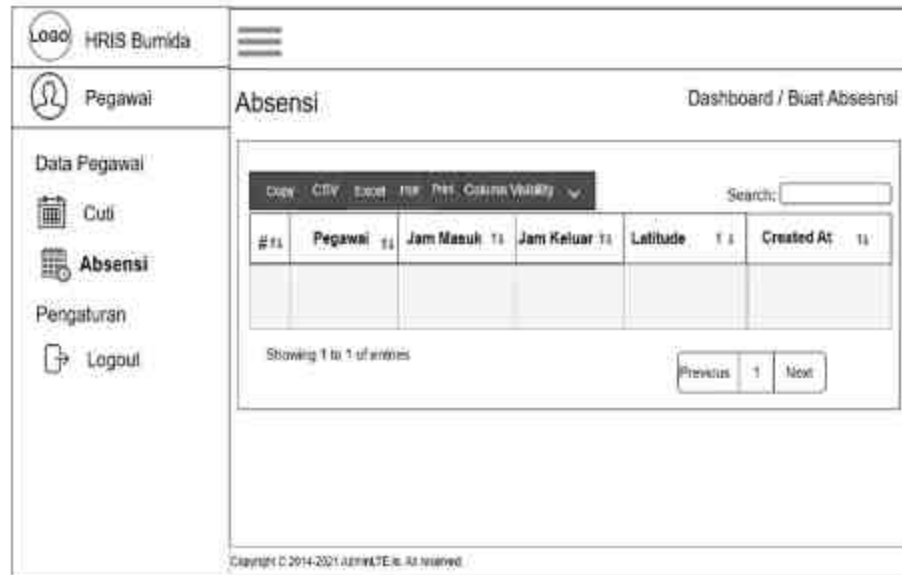 LOGO
HRIS Bumida
Pegawai
Absensi
Dashboard / Buat Absesnsi
Data Pegawai
Cuti
Absensi
Pengaturan
Logout
Copy CSV Excel PDF Print Column Visibility
Search:
# Pegawai Jam Masuk Jam Keluar Latitude Created At
Showing 1 to 1 of entries
Previous 1 Next
Copyright © 2014-2021 AdminLTE.io. All reserved